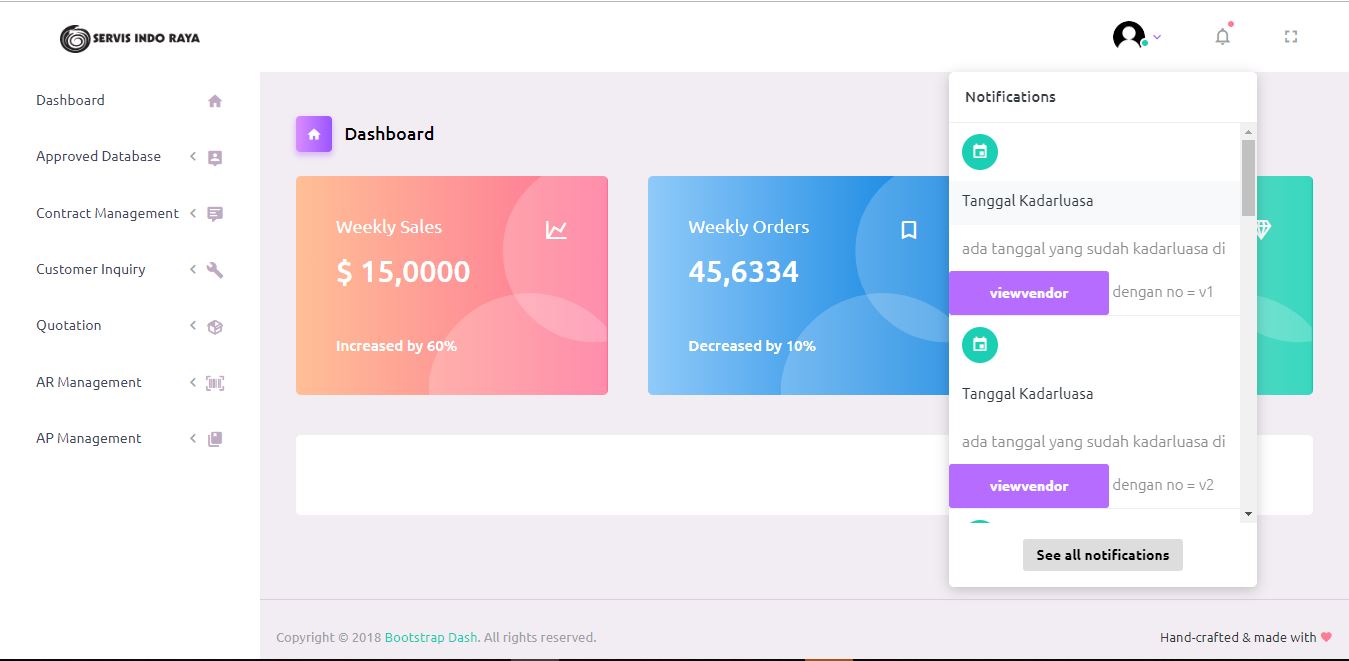 SERVIS INDO RAYA
Dashboard
Approved Database
Contract Management
Customer Inquiry
Quotation
AR Management
AP Management
Dashboard
Weekly Sales
$ 15,0000
Increased by 60%
Weekly Orders
45,6334
Decreased by 10%
Notifications
Tanggal Kadarluasa
ada tanggal yang sudah kadarluasa di
viewvendor dengan no = v1
Tanggal Kadarluasa
ada tanggal yang sudah kadarluasa di
viewvendor dengan no = v2
See all notifications
Copyright © 2018 Bootstrap Dash. All rights reserved.
Hand-crafted & made with